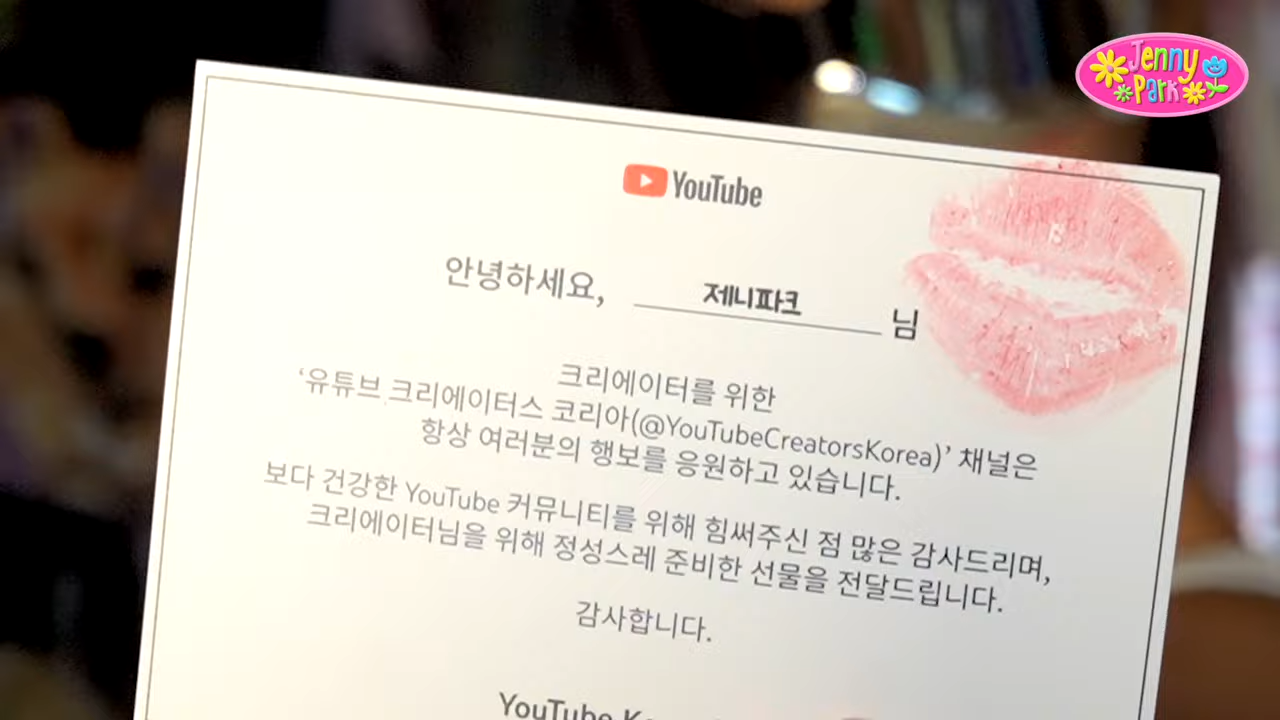 Jenny
Park
YouTube
안녕하세요, 제니파크 님
크리에이터를 위한
‘유튜브 크리에이터스 코리아(@YouTubeCreatorsKorea)’ 채널은
항상 여러분의 행보를 응원하고 있습니다.
보다 건강한 YouTube 커뮤니티를 위해 힘써주신 점 많은 감사드리며,
크리에이터님을 위해 정성스레 준비한 선물을 전달드립니다.
감사합니다.
YouTube